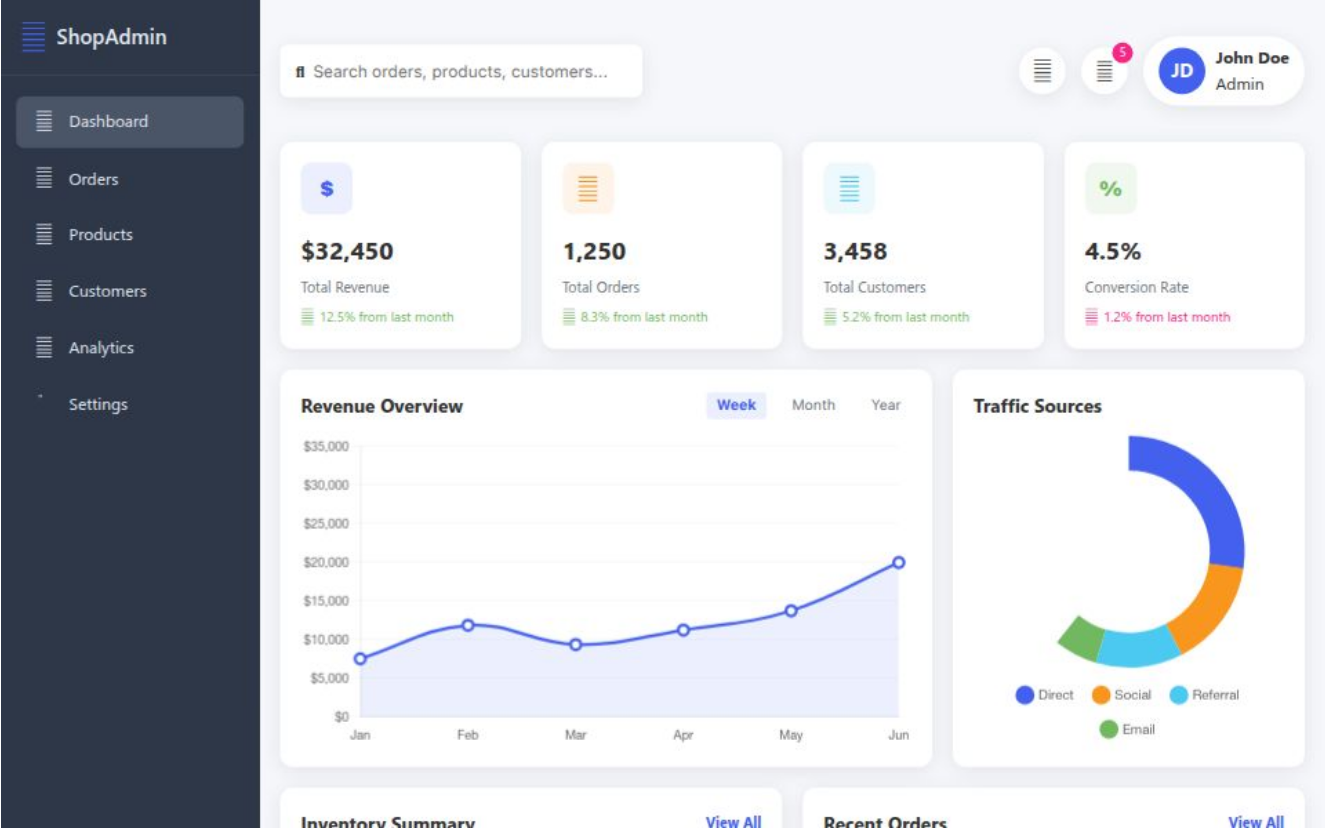 ShopAdmin
Dashboard
Orders
Products
Customers
Analytics
Settings
Search orders, products, customers...
5
JD
John Doe
Admin
$
$32,450
Total Revenue
12.5% from last month
1,250
Total Orders
8.3% from last month
3,458
Total Customers
5.2% from last month
%
4.5%
Conversion Rate
1.2% from last month
Revenue Overview
Week Month Year
$35,000
$30,000
$25,000
$20,000
$15,000
$10,000
$5,000
$0
Jan Feb Mar Apr May Jun
Traffic Sources
Direct Social Referral
Email
Inventory Summary
View All
Recent Orders
View All